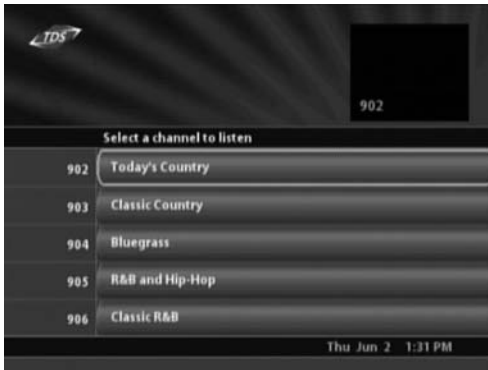 TDS
902
Select a channel to listen
902 Today's Country
903 Classic Country
904 Bluegrass
905 R&B and Hip-Hop
906 Classic R&B
Thu Jun 2 1:31 PM